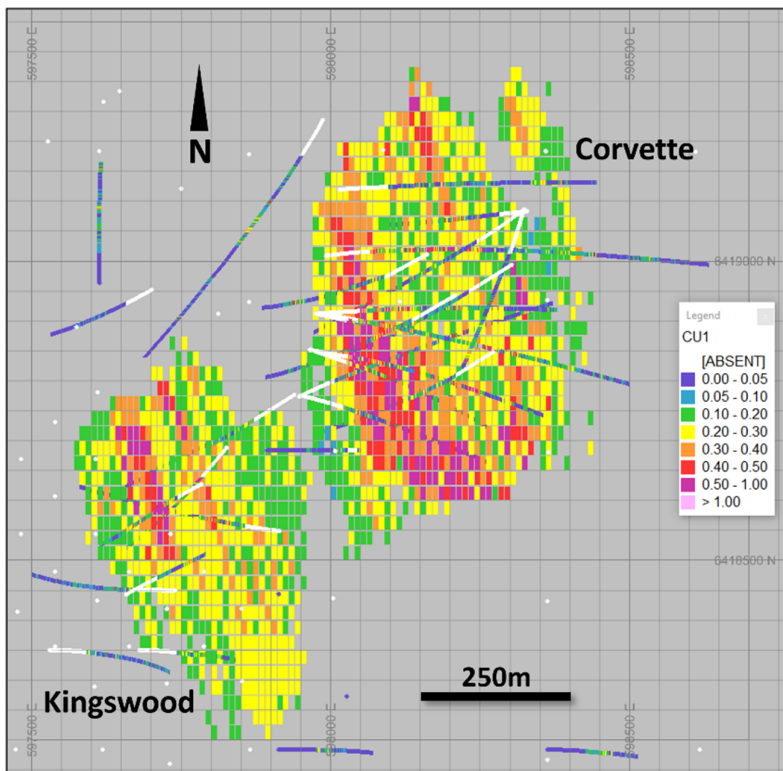 597500 E
598000 E
598500 E
N
Corvette
6419000 N
Legend
CU1
[ABSENT]
0.00 - 0.05
0.05 - 0.10
0.10 - 0.20
0.20 - 0.30
0.30 - 0.40
0.40 - 0.50
0.50 - 1.00
> 1.00
6418500 N
250m
Kingswood
597500 E
598000 E
598500 E